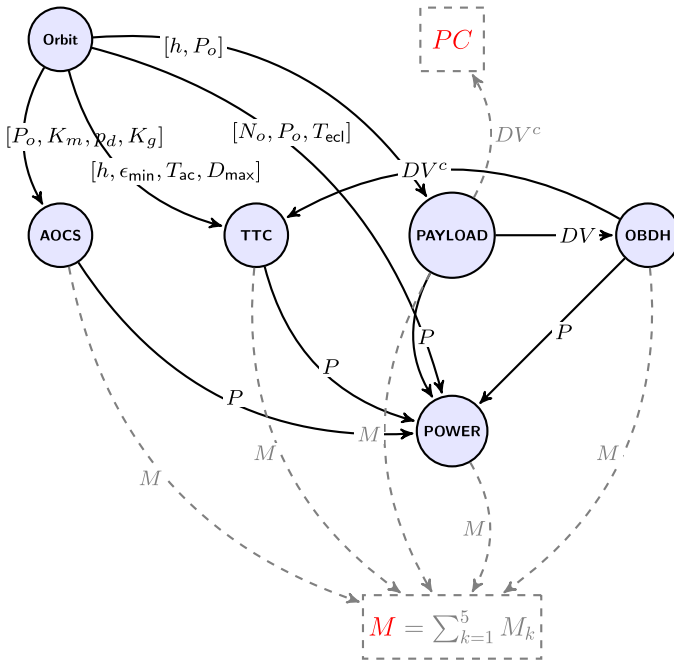 Orbit
[h, P_o]
PC
[P_o, K_m, p_d, K_g]
[N_o, P_o, T_ecl]
DV^c
[h, ϵ_min, T_ac, D_max]
DV^c
AOCS
TTC
PAYLOAD
DV
OBDH
P
P
P
P
M
POWER
M
M
M
M
M = ∑_{k=1}^{5} M_k